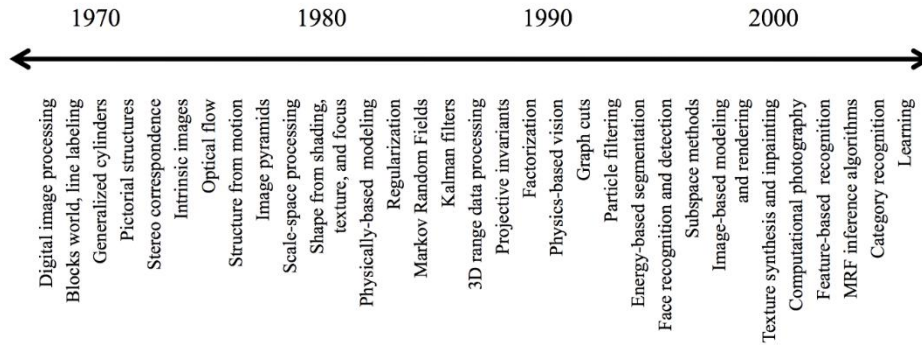 1970
1980
1990
2000
Digital image processing
Blocks world, line labeling
Generalized cylinders
Pictorial structures
Stereo correspondence
Intrinsic images
Optical flow
Structure from motion
Image pyramids
Scale-space processing
Shape from shading,
texture, and focus
Physically-based modeling
Regularization
Markov Random Fields
Kalman filters
3D range data processing
Projective invariants
Factorization
Physics-based vision
Graph cuts
Particle filtering
Energy-based segmentation
Face recognition and detection
Subspace methods
Image-based modeling
and rendering
Texture synthesis and inpainting
Computational photography
Feature-based recognition
MRF inference algorithms
Category recognition
Learning